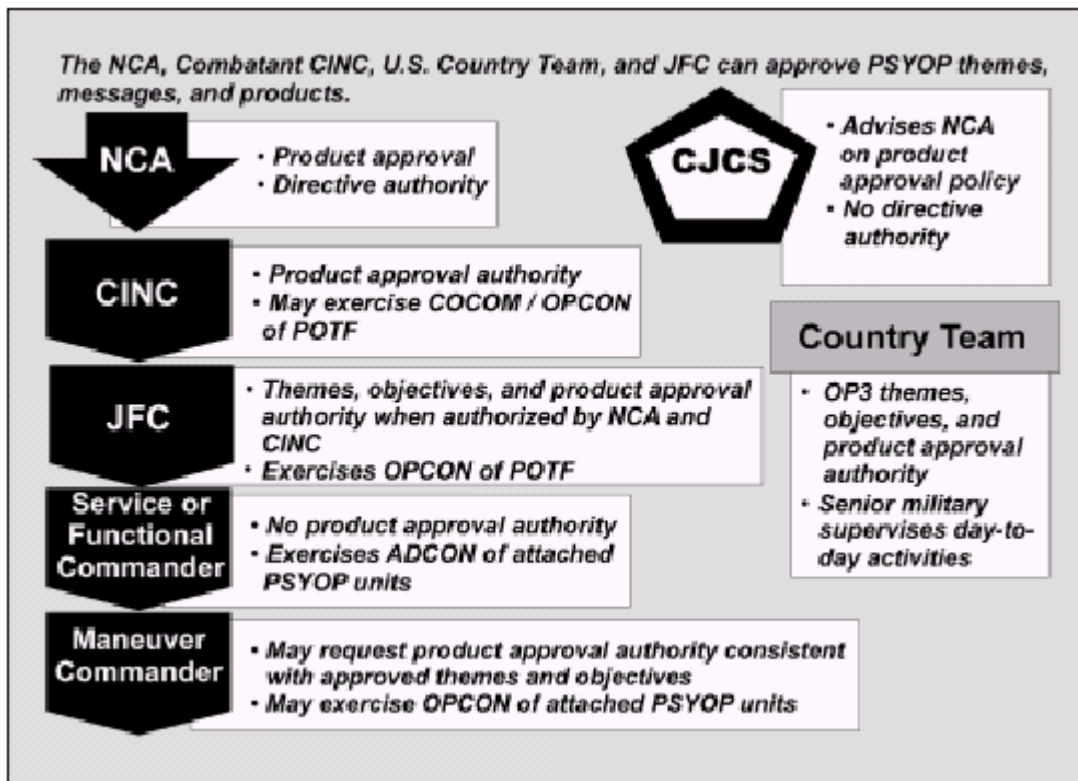 The NCA, Combatant CINC, U.S. Country Team, and JFC can approve PSYOP themes,
messages, and products.
NCA
• Product approval
• Directive authority
CJCS
• Advises NCA
on product
approval policy
• No directive
authority
CINC
• Product approval authority
• May exercise COCOM / OPCON
of POTF
JFC
• Themes, objectives, and product approval
authority when authorized by NCA and
CINC
• Exercises OPCON of POTF
Country Team
• OP3 themes,
objectives, and
product approval
authority
• Senior military
supervises day-to-
day activities
Service or
Functional
Commander
• No product approval authority
• Exercises ADCON of attached
PSYOP units
Maneuver
Commander
• May request product approval authority consistent
with approved themes and objectives
• May exercise OPCON of attached PSYOP units